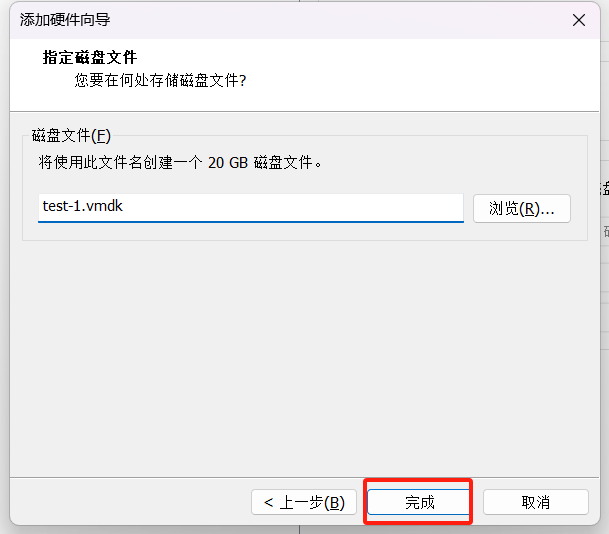 添加硬件向导
指定磁盘文件
您要在何处存储磁盘文件?
磁盘文件(F)
将使用此文件名创建一个 20 GB 磁盘文件。
test-1.vmdk
浏览(R)...
< 上一步(B)
完成
取消